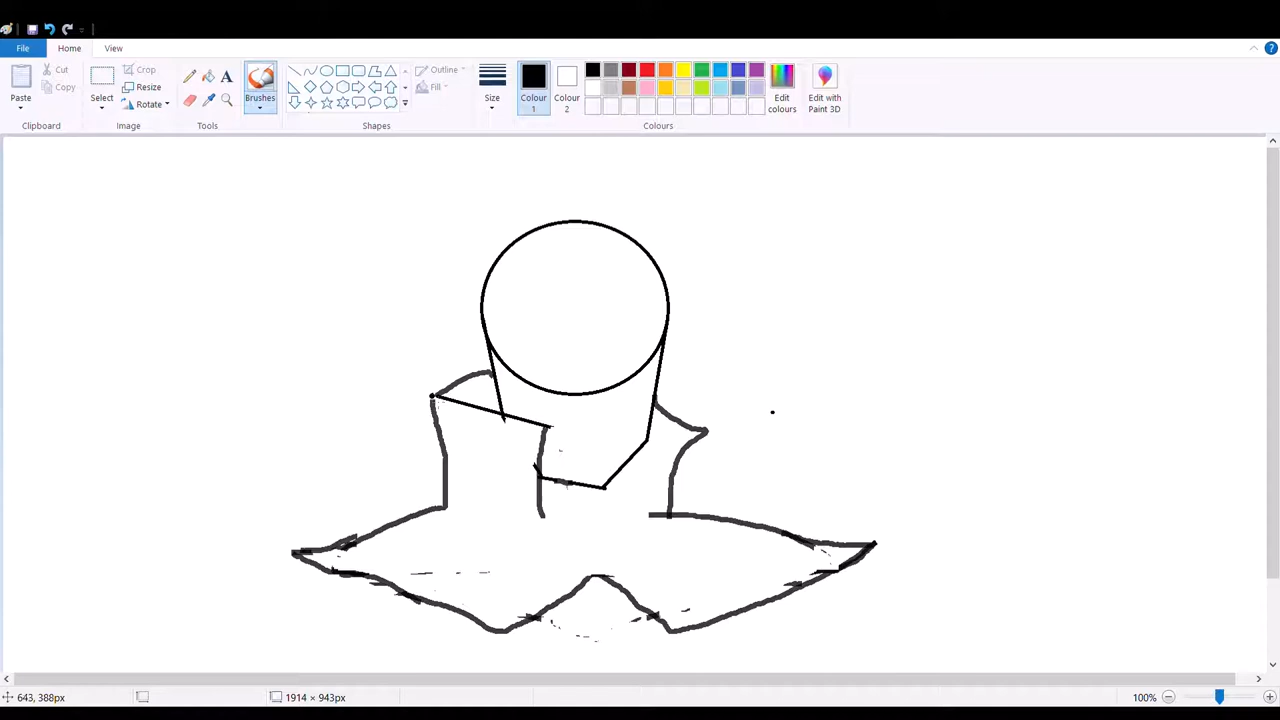 File Home View
Paste
Cut
Copy
Clipboard
Select
Crop
Resize
Rotate
Image
Tools
Brushes
Shapes
Outline
Fill
Size
Colour 1
Colour 2
Edit colours
Colours
Edit with Paint 3D
643, 388px
1914 × 943px
100%